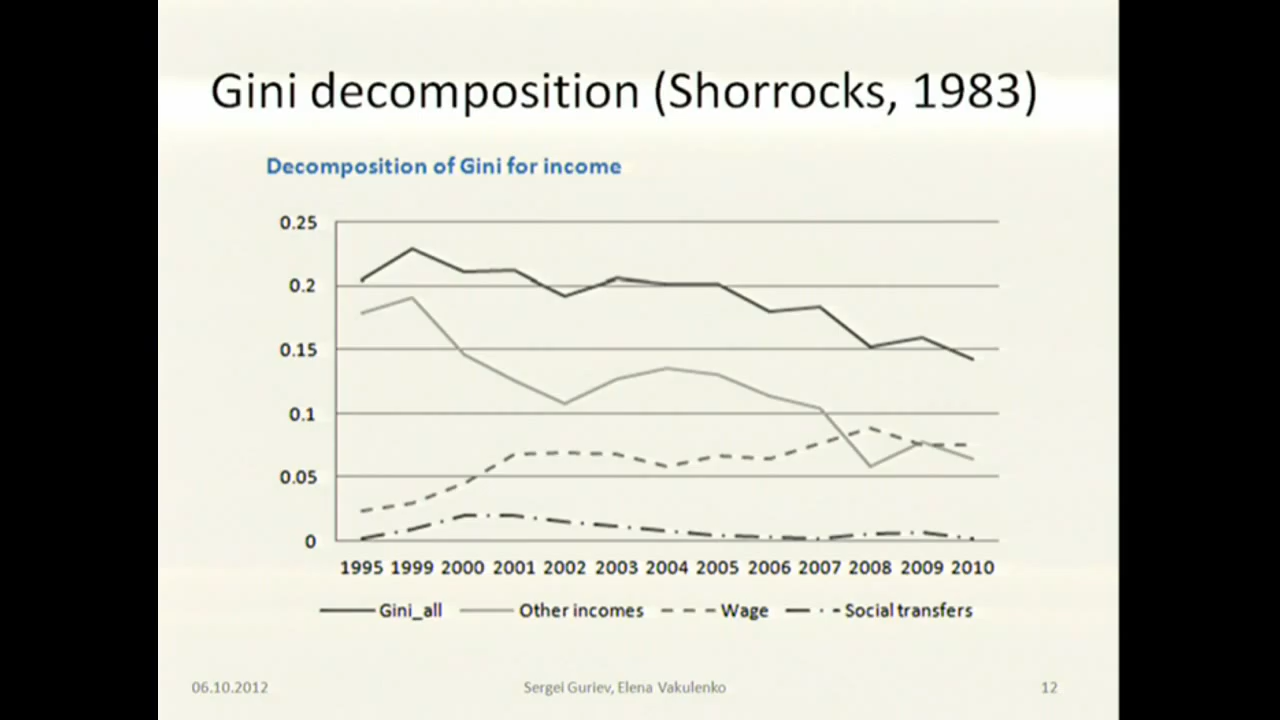 Gini decomposition (Shorrocks, 1983)
Decomposition of Gini for income
0.25
0.2
0.15
0.1
0.05
0
1995 1999 2000 2001 2002 2003 2004 2005 2006 2007 2008 2009 2010
Gini_all Other incomes Wage Social transfers
06.10.2012 Sergei Guriev, Elena Vakulenko 12